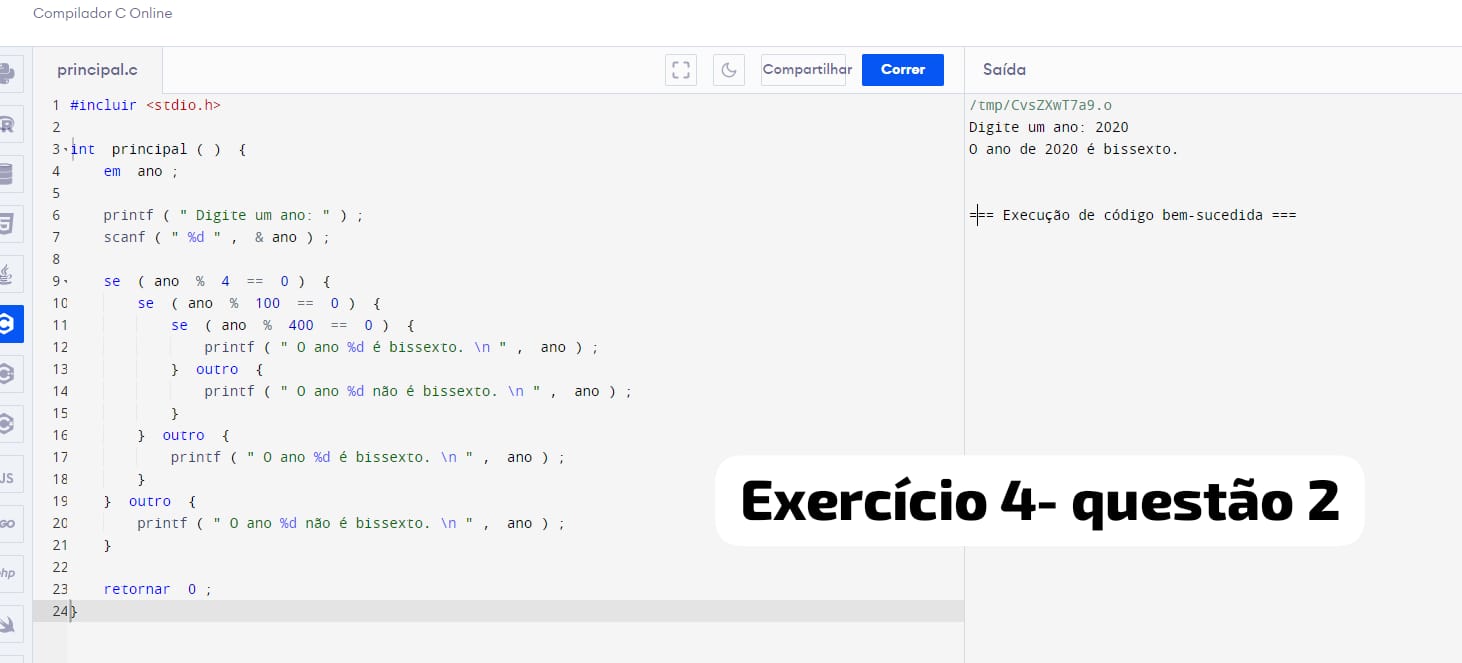 Compilador C Online
principal.c
Compartilhar
Correr
Saída
1 #incluir <stdio.h>
2
3 int principal ( ) {
4 em ano ;
5
6 printf ( " Digite um ano: " ) ;
7 scanf ( " %d " , & ano ) ;
8
9 se ( ano % 4 == 0 ) {
10 se ( ano % 100 == 0 ) {
11 se ( ano % 400 == 0 ) {
12 printf ( " O ano %d é bissexto. \n " , ano ) ;
13 } outro {
14 printf ( " O ano %d não é bissexto. \n " , ano ) ;
15 }
16 } outro {
17 printf ( " O ano %d é bissexto. \n " , ano ) ;
18 }
19 } outro {
20 printf ( " O ano %d não é bissexto. \n " , ano ) ;
21 }
22
23 retornar 0 ;
24 }
/tmp/CvsZXwT7a9.o
Digite um ano: 2020
O ano de 2020 é bissexto.
=== Execução de código bem-sucedida ===
Exercício 4- questão 2
R
JS
GO
php